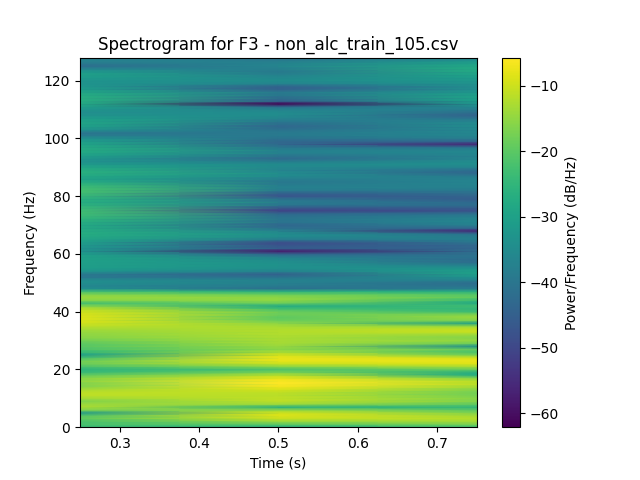 Spectrogram for F3 - non_alc_train_105.csv
120
100
80
60
40
20
0
Frequency (Hz)
0.3 0.4 0.5 0.6 0.7
Time (s)
−10
−20
−30
−40
−50
−60
Power/Frequency (dB/Hz)